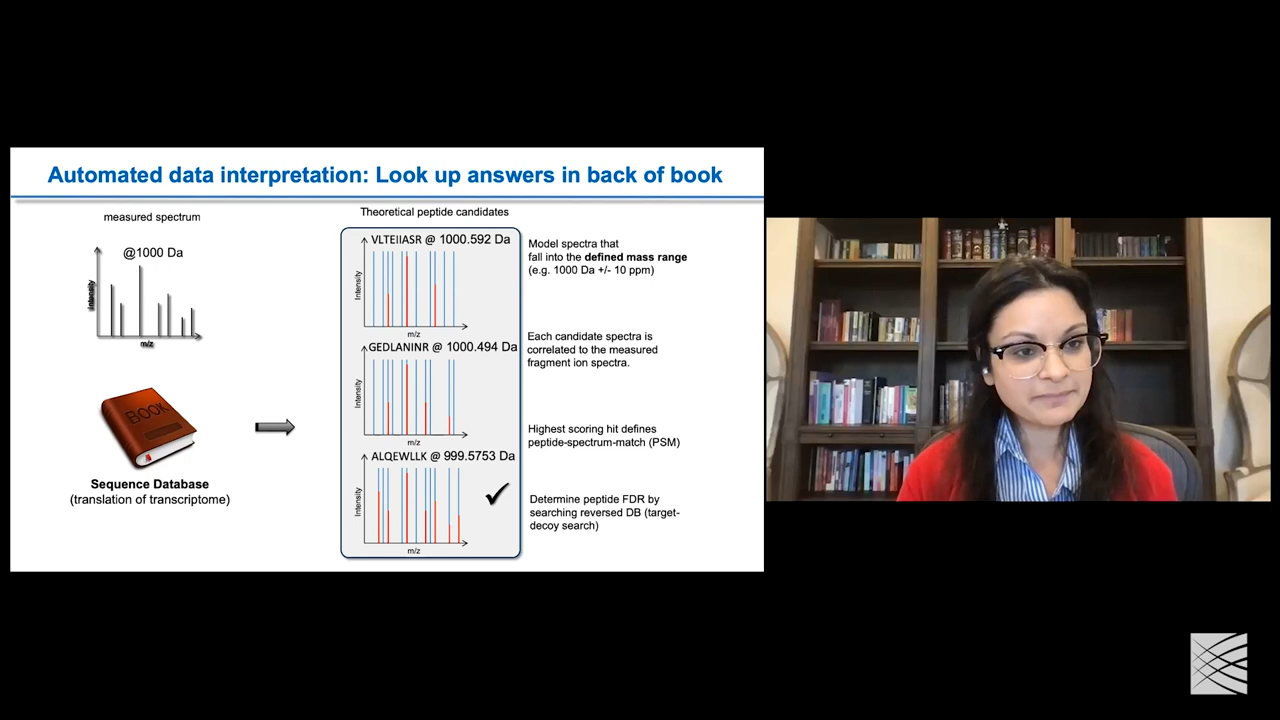 Automated data interpretation: Look up answers in back of book
measured spectrum
@1000 Da
Intensity
m/z
BOOK
Sequence Database
(translation of transcriptome)
Theoretical peptide candidates
VLTEIIASR @ 1000.592 Da
Intensity
m/z
GEDLANINR @ 1000.494 Da
Intensity
m/z
ALQEWLLK @ 999.5753 Da
Intensity
m/z
Model spectra that
fall into the defined mass range
(e.g. 1000 Da +/- 10 ppm)
Each candidate spectra is
correlated to the measured
fragment ion spectra.
Highest scoring hit defines
peptide-spectrum-match (PSM)
Determine peptide FDR by
searching reversed DB (target-
decoy search)